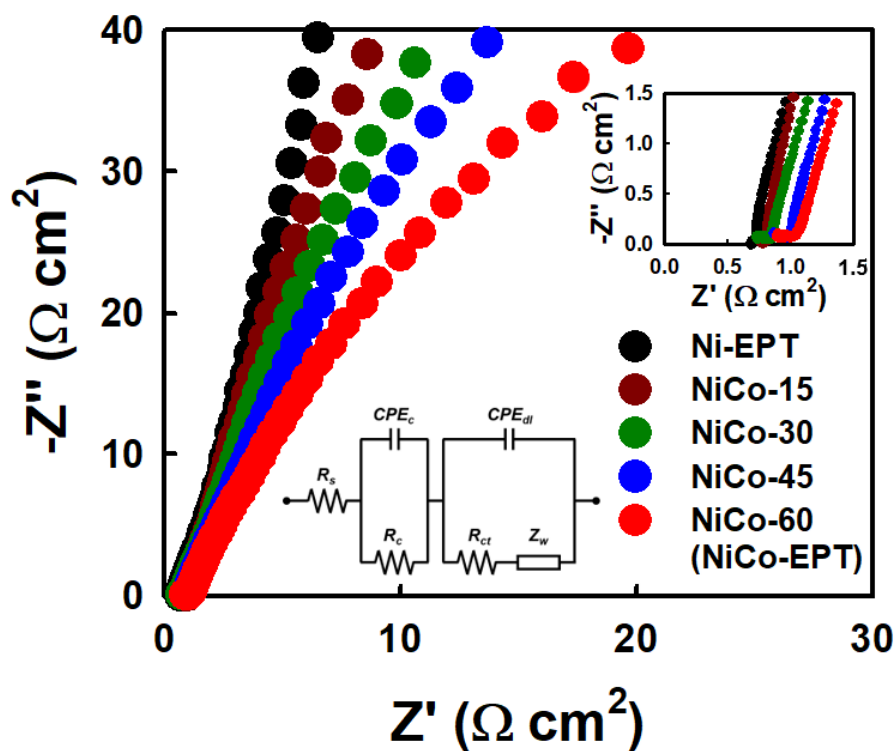 40
30
20
10
0
-Z" (Ω cm²)
0
10
20
30
Z' (Ω cm²)
1.5
1.0
0.5
0.0
-Z" (Ω cm²)
0.0
0.5
1.0
1.5
Z' (Ω cm²)
Ni-EPT
NiCo-15
NiCo-30
NiCo-45
NiCo-60
(NiCo-EPT)
CPEc
CPEdl
Rs
Rc
Rct
Zw